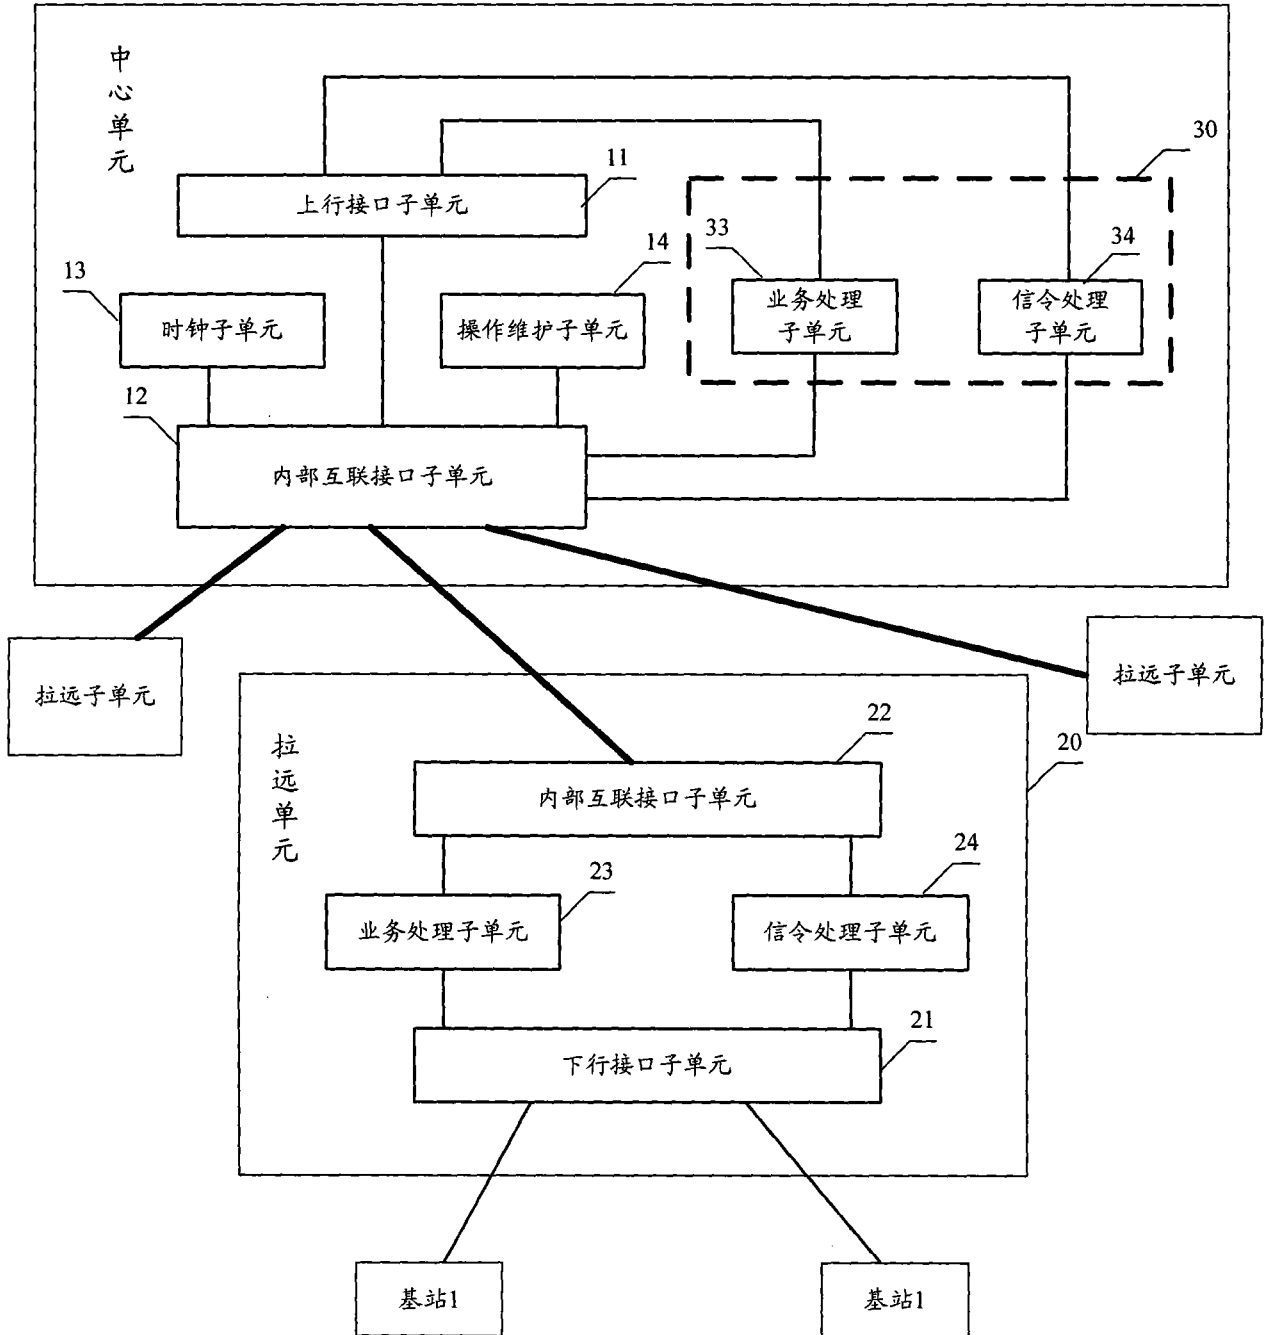 中心单元
30
11
上行接口子单元
33
34
14
13
业务处理
子单元
信令处理
子单元
时钟子单元
操作维护子单元
12
内部互联接口子单元
拉远子单元
拉远子单元
22
20
拉远单元
内部互联接口子单元
24
23
业务处理子单元
信令处理子单元
21
下行接口子单元
基站1
基站1